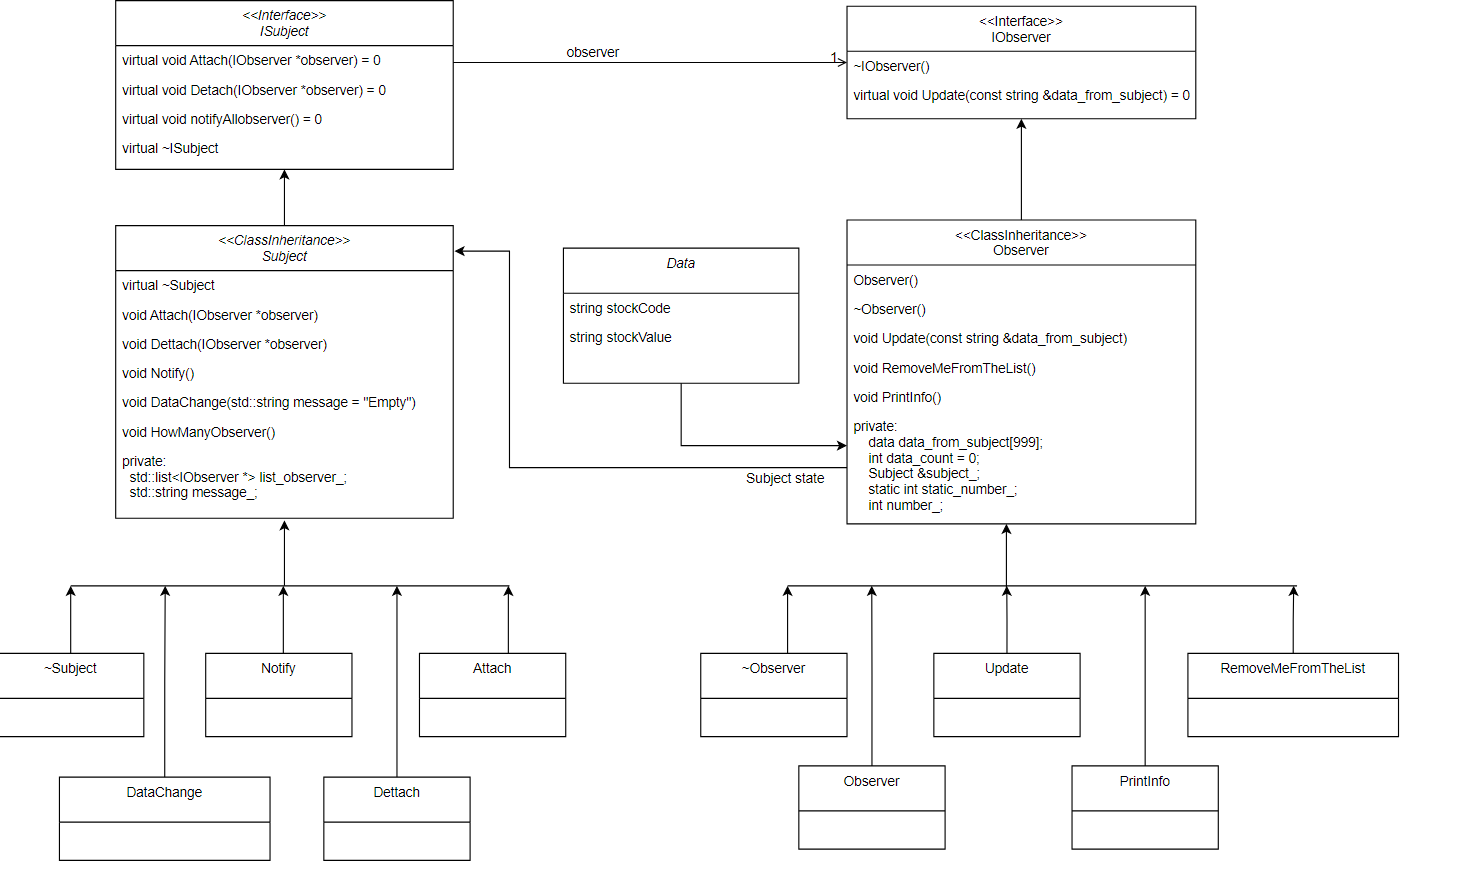 <<Interface>>
ISubject
virtual void Attach(IObserver *observer) = 0
virtual void Detach(IObserver *observer) = 0
virtual void notifyAllobserver() = 0
virtual ~ISubject
observer
1
<<Interface>>
IObserver
~IObserver()
virtual void Update(const string &data_from_subject) = 0
<<ClassInheritance>>
Subject
virtual ~Subject
void Attach(IObserver *observer)
void Dettach(IObserver *observer)
void Notify()
void DataChange(std::string message = "Empty")
void HowManyObserver()
private:
std::list<IObserver *> list_observer_;
std::string message_;
Data
string stockCode
string stockValue
Subject state
<<ClassInheritance>>
Observer
Observer()
~Observer()
void Update(const string &data_from_subject)
void RemoveMeFromTheList()
void PrintInfo()
private:
data data_from_subject[999];
int data_count = 0;
Subject &subject_;
static int static_number_;
int number_;
~Subject
Notify
Attach
DataChange
Dettach
~Observer
Update
RemoveMeFromTheList
Observer
PrintInfo